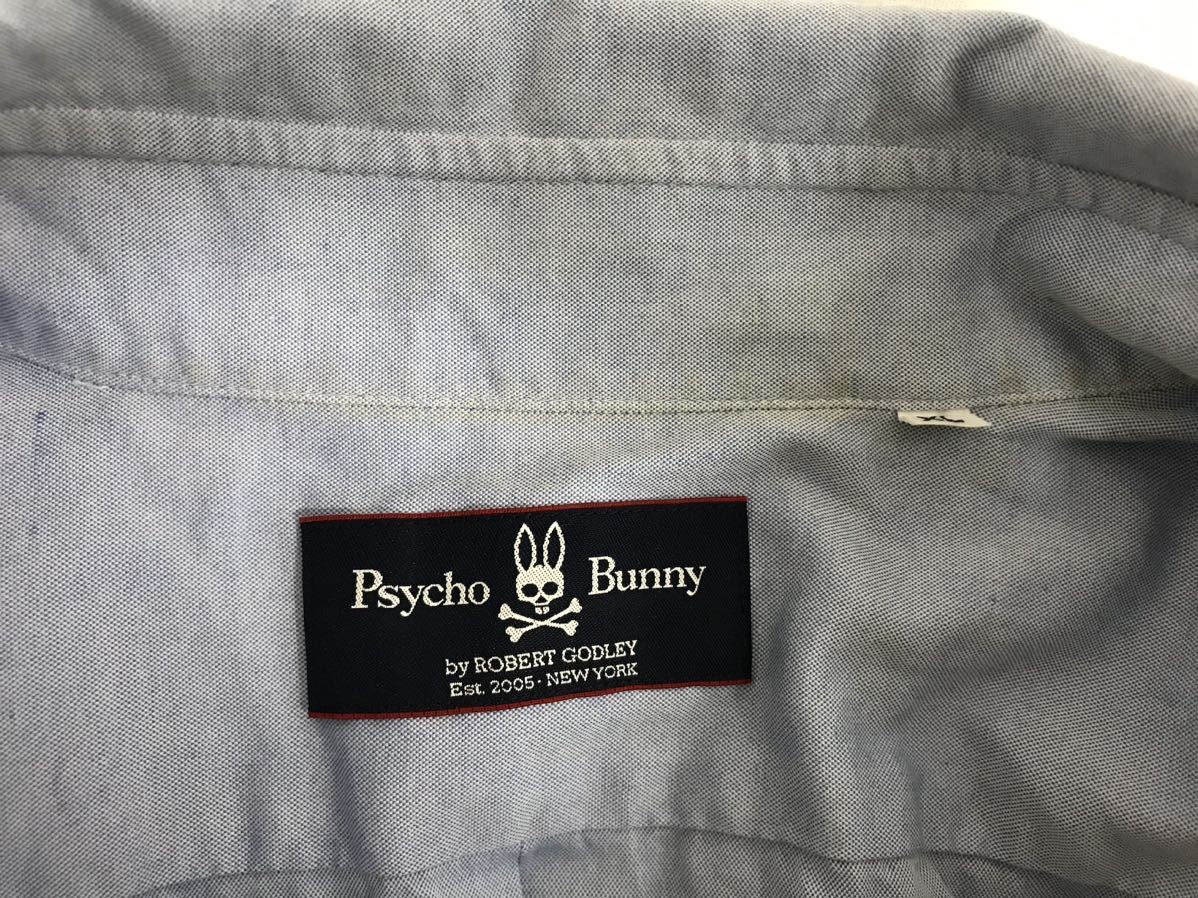 XL
Psycho Bunny
by ROBERT GODLEY
Est. 2005 · NEW YORK